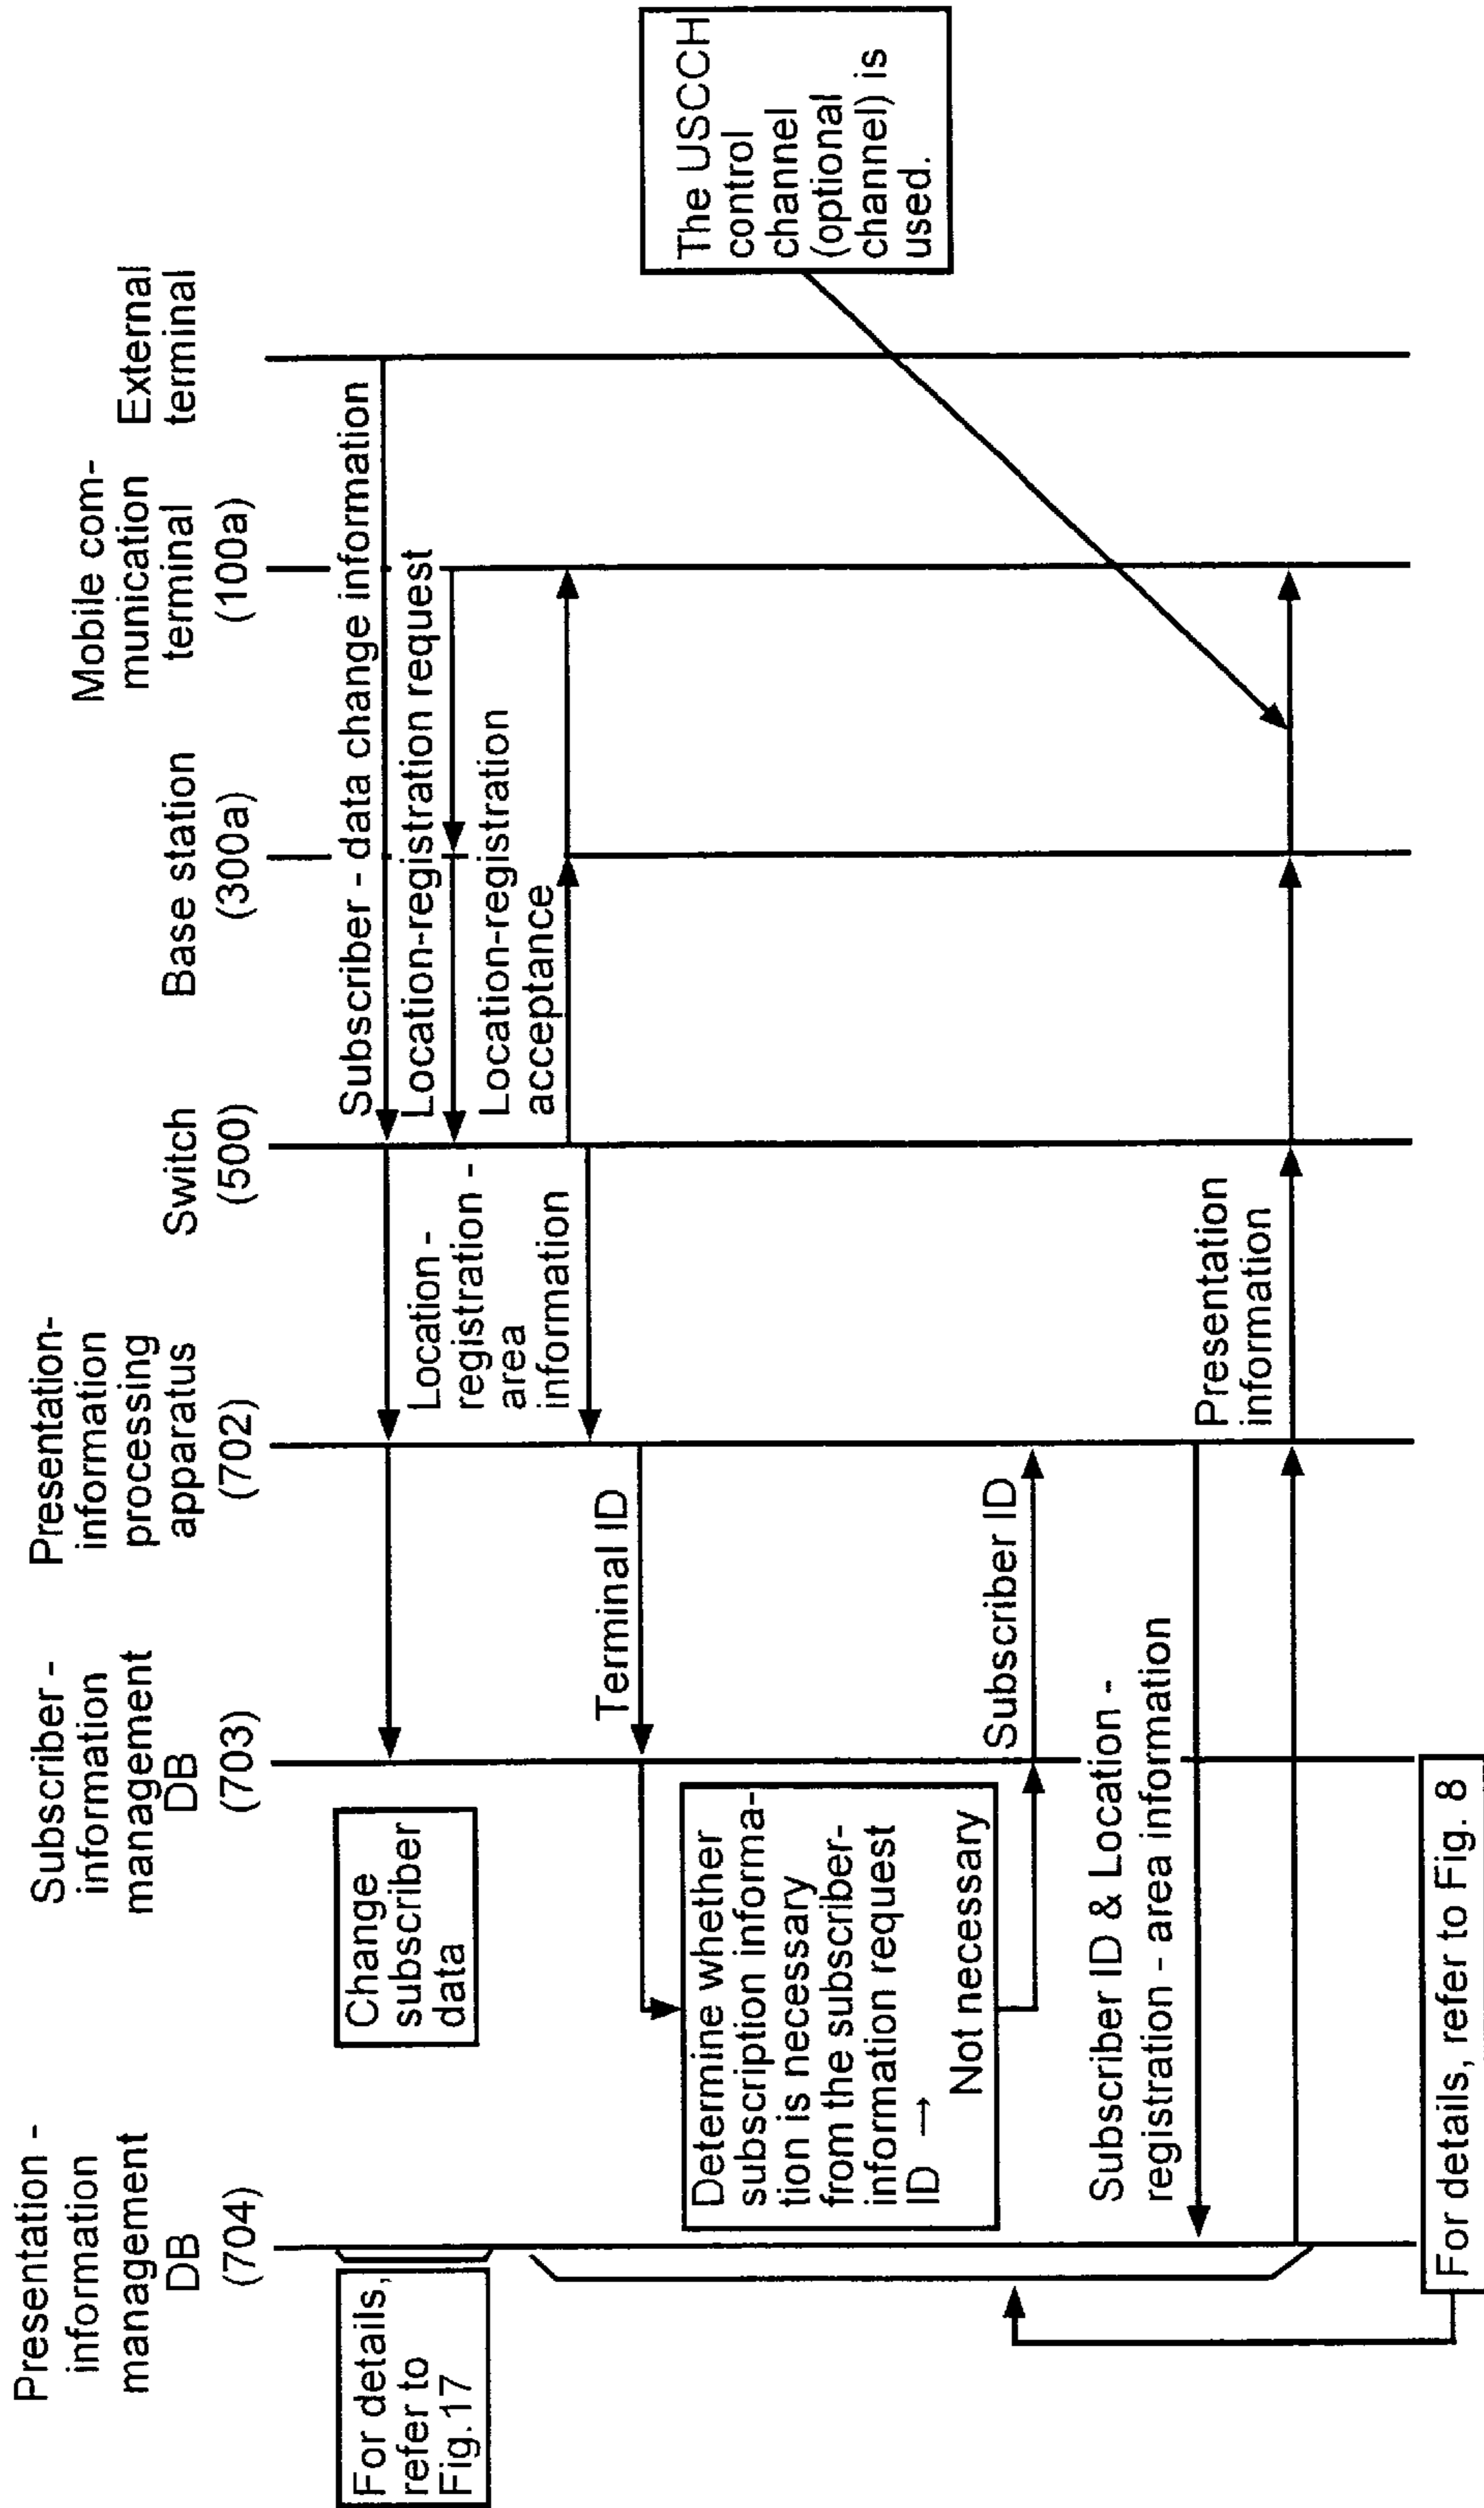 Presentation -
information
management
DB
(704)
Subscriber -
information
management
DB
(703)
Presentation-
information
processing
apparatus
(702)
Switch
(500)
Base station
(300a)
Mobile com-
munication
terminal
(100a)
External
terminal
For details,
refer to
Fig.17
Change
subscriber
data
Subscriber - data change information
Location-registration request
Location-registration
acceptance
Location -
registration -
area
information
Terminal ID
Determine whether
subscription informa-
tion is necessary
from the subscriber-
information request
ID →
Not necessary
Subscriber ID
Subscriber ID & Location -
registration - area information
Presentation
information
The USCCH
control
channel
(optional
channel) is
used.
For details, refer to Fig. 8